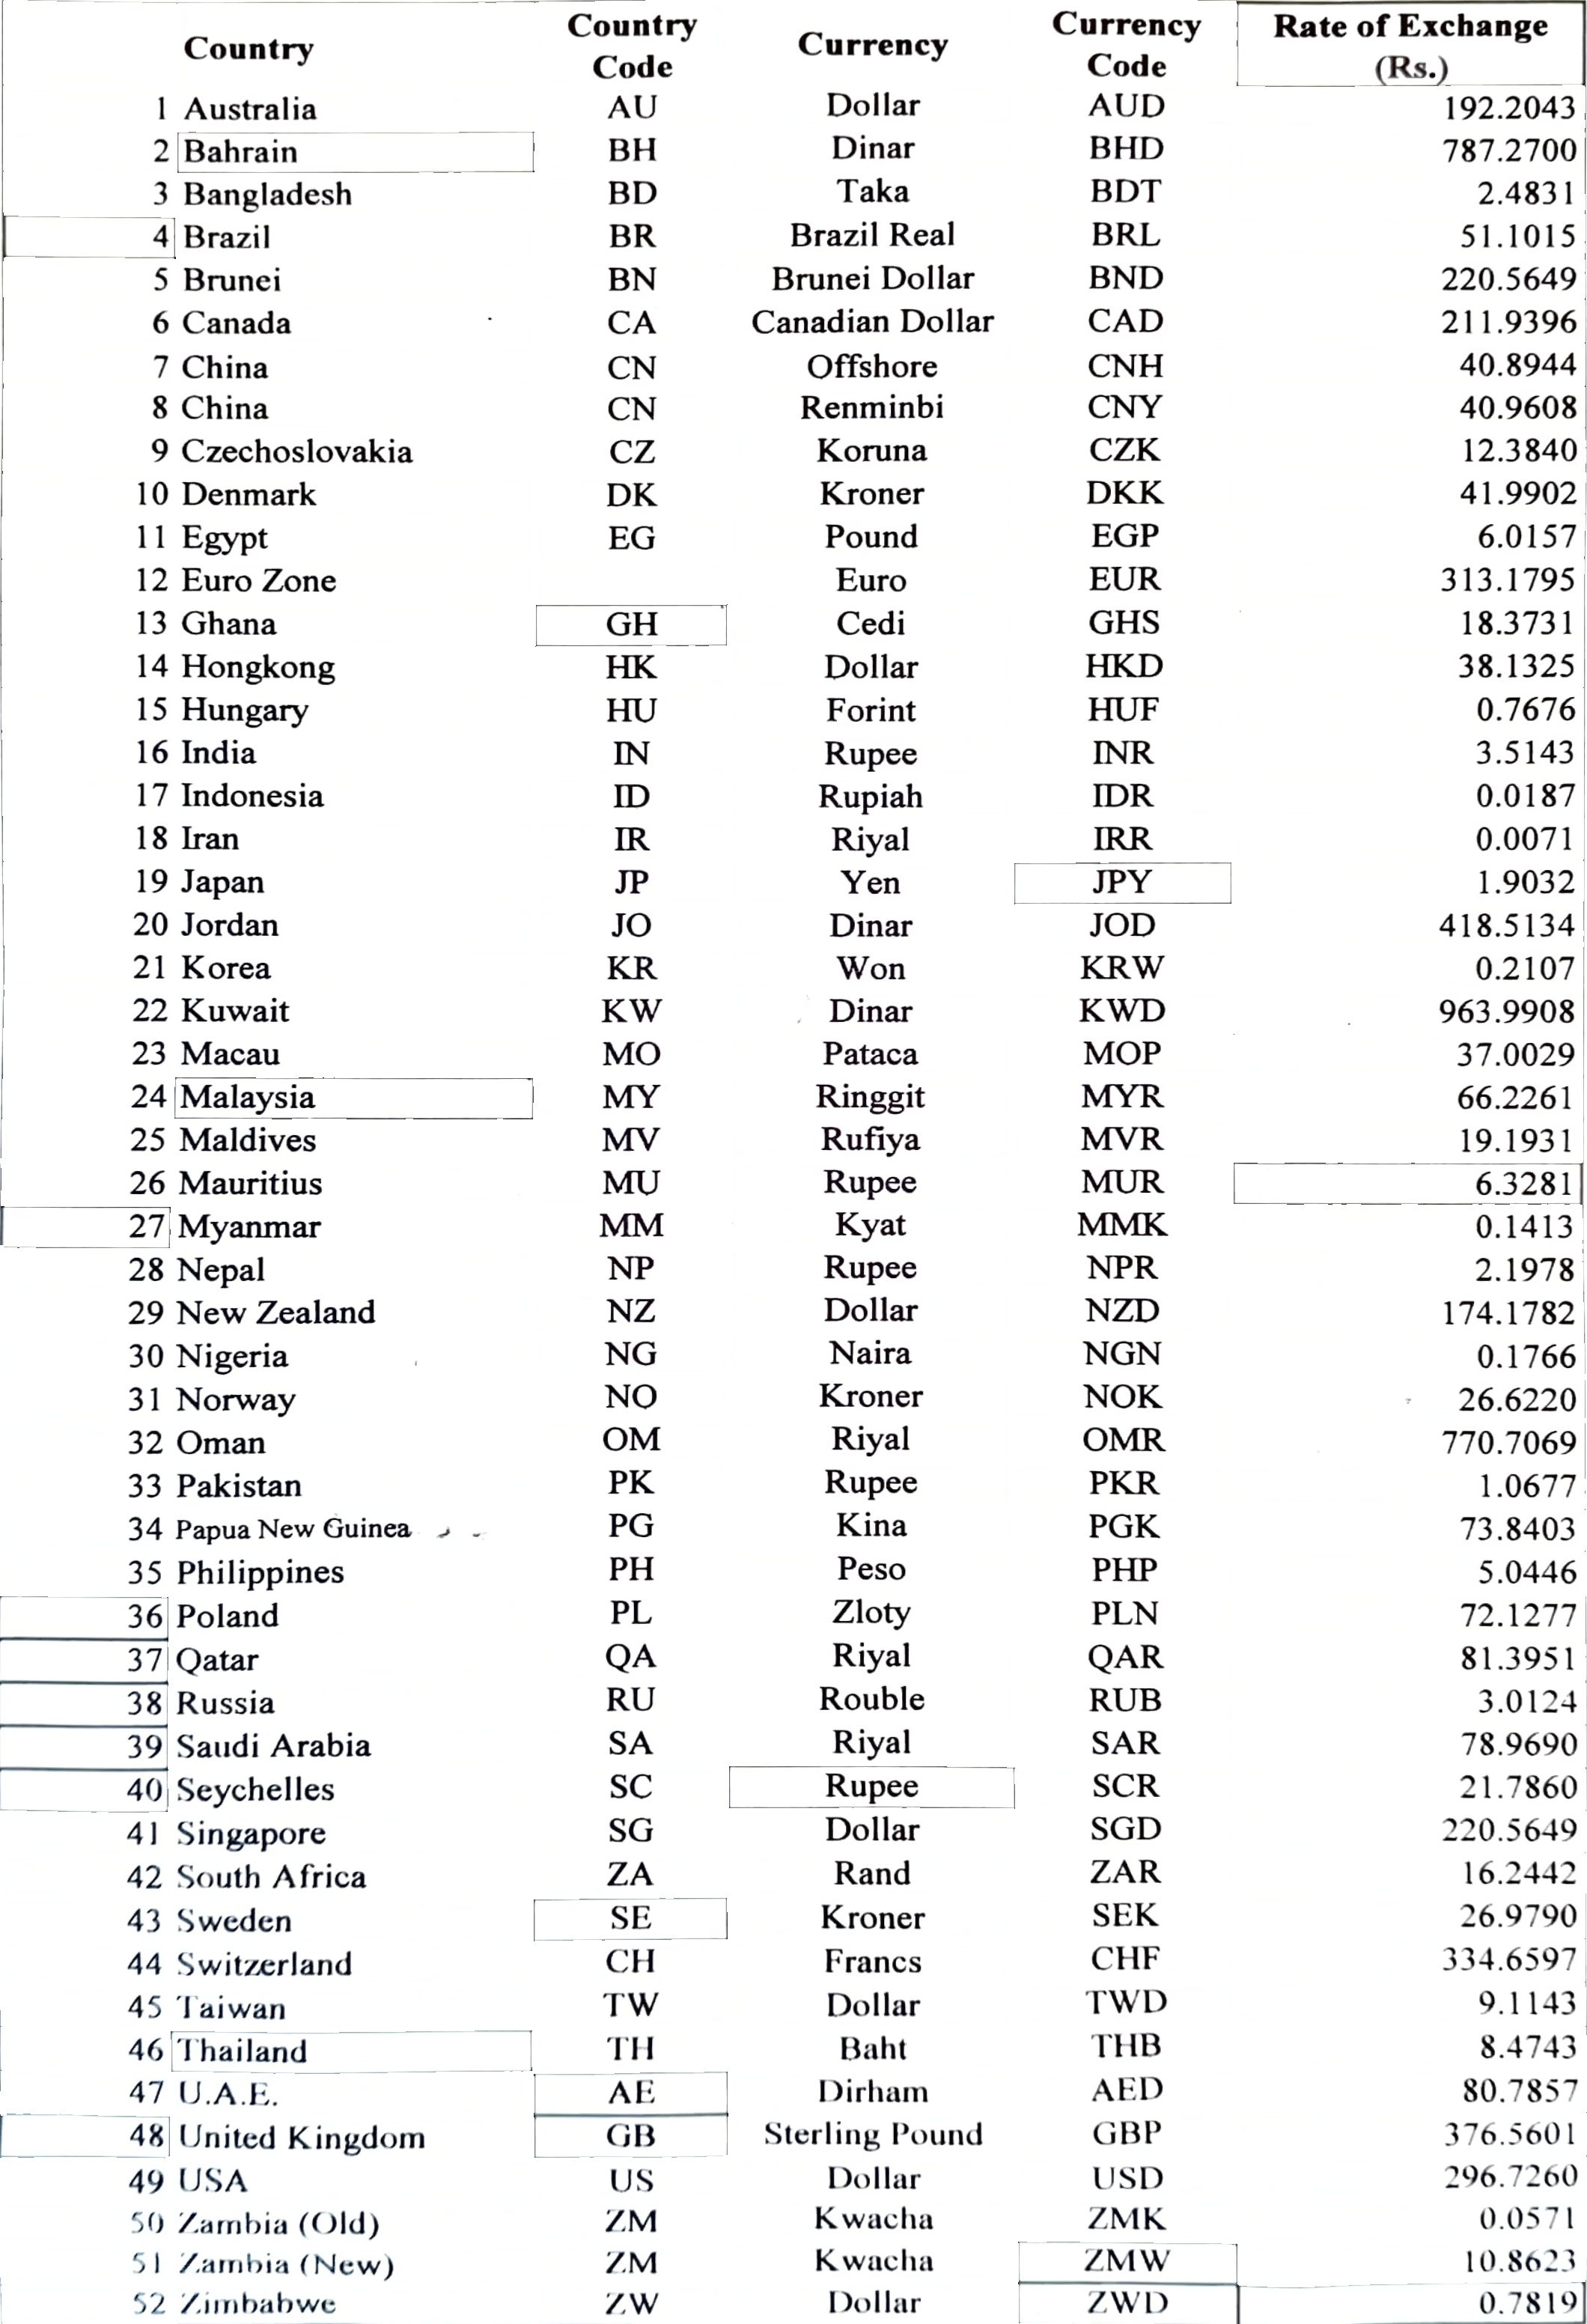 Country Country Code Currency Currency Code Rate of Exchange (Rs.)
1 Australia AU Dollar AUD 192.2043
2 Bahrain BH Dinar BHD 787.2700
3 Bangladesh BD Taka BDT 2.4831
4 Brazil BR Brazil Real BRL 51.1015
5 Brunei BN Brunei Dollar BND 220.5649
6 Canada CA Canadian Dollar CAD 211.9396
7 China CN Offshore CNH 40.8944
8 China CN Renminbi CNY 40.9608
9 Czechoslovakia CZ Koruna CZK 12.3840
10 Denmark DK Kroner DKK 41.9902
11 Egypt EG Pound EGP 6.0157
12 Euro Zone Euro EUR 313.1795
13 Ghana GH Cedi GHS 18.3731
14 Hongkong HK Dollar HKD 38.1325
15 Hungary HU Forint HUF 0.7676
16 India IN Rupee INR 3.5143
17 Indonesia ID Rupiah IDR 0.0187
18 Iran IR Riyal IRR 0.0071
19 Japan JP Yen JPY 1.9032
20 Jordan JO Dinar JOD 418.5134
21 Korea KR Won KRW 0.2107
22 Kuwait KW Dinar KWD 963.9908
23 Macau MO Pataca MOP 37.0029
24 Malaysia MY Ringgit MYR 66.2261
25 Maldives MV Rufiya MVR 19.1931
26 Mauritius MU Rupee MUR 6.3281
27 Myanmar MM Kyat MMK 0.1413
28 Nepal NP Rupee NPR 2.1978
29 New Zealand NZ Dollar NZD 174.1782
30 Nigeria NG Naira NGN 0.1766
31 Norway NO Kroner NOK 26.6220
32 Oman OM Riyal OMR 770.7069
33 Pakistan PK Rupee PKR 1.0677
34 Papua New Guinea PG Kina PGK 73.8403
35 Philippines PH Peso PHP 5.0446
36 Poland PL Zloty PLN 72.1277
37 Qatar QA Riyal QAR 81.3951
38 Russia RU Rouble RUB 3.0124
39 Saudi Arabia SA Riyal SAR 78.9690
40 Seychelles SC Rupee SCR 21.7860
41 Singapore SG Dollar SGD 220.5649
42 South Africa ZA Rand ZAR 16.2442
43 Sweden SE Kroner SEK 26.9790
44 Switzerland CH Francs CHF 334.6597
45 Taiwan TW Dollar TWD 9.1143
46 Thailand TH Baht THB 8.4743
47 U.A.E. AE Dirham AED 80.7857
48 United Kingdom GB Sterling Pound GBP 376.5601
49 USA US Dollar USD 296.7260
50 Zambia (Old) ZM Kwacha ZMK 0.0571
51 Zambia (New) ZM Kwacha ZMW 10.8623
52 Zimbabwe ZW Dollar ZWD 0.7819